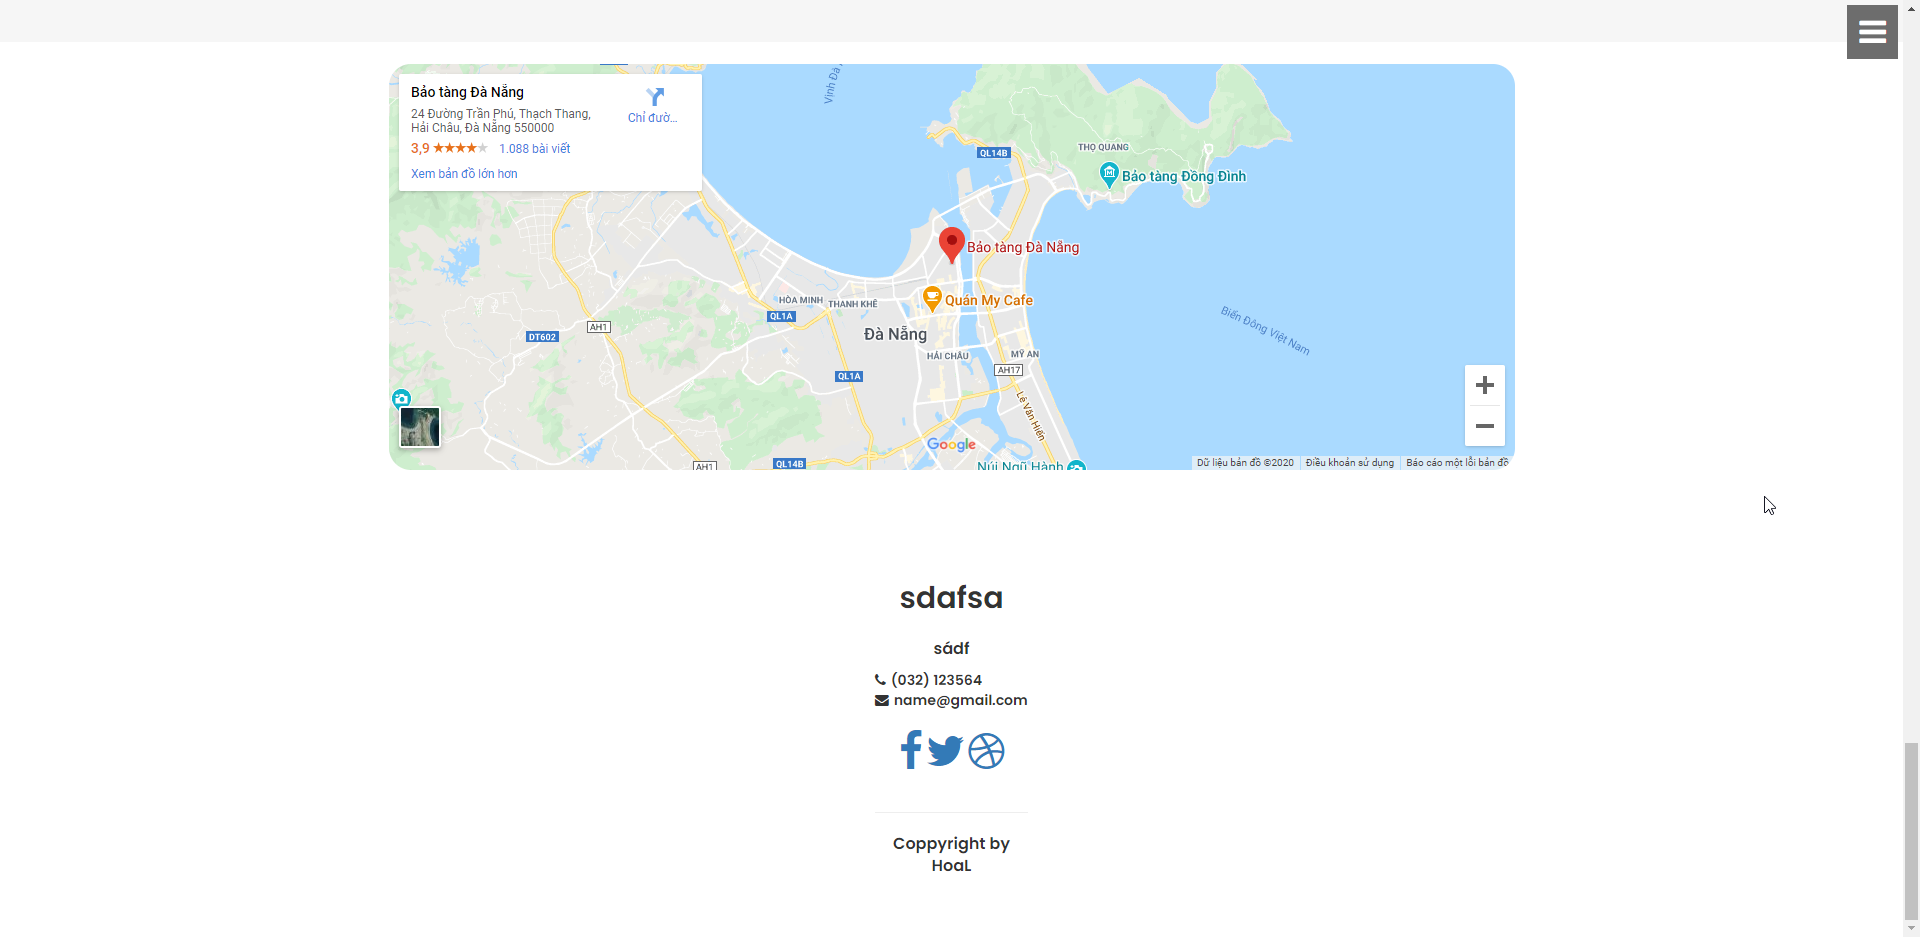 Bảo tàng Đà Nẵng
24 Đường Trần Phú, Thạch Thang,
Hải Châu, Đà Nẵng 550000
3,9 1.088 bài viết
Xem bản đồ lớn hơn
Chỉ đườ...
Vịnh Đà
QL14B
THỌ QUANG
Bảo tàng Đồng Đình
Bảo tàng Đà Nẵng
HÒA MINH
THANH KHÊ
Quán My Cafe
QL1A
AH1
DT602
Đà Nẵng
Biển Đông Việt Nam
HẢI CHÂU
MỸ AN
AH17
QL1A
Lê Văn Hiến
Google
AH1
QL14B
Núi Ngũ Hành
Dữ liệu bản đồ ©2020
Điều khoản sử dụng
Báo cáo một lỗi bản đồ
sdafsa
sádf
(032) 123564
name@gmail.com
Coppyright by
HoaL